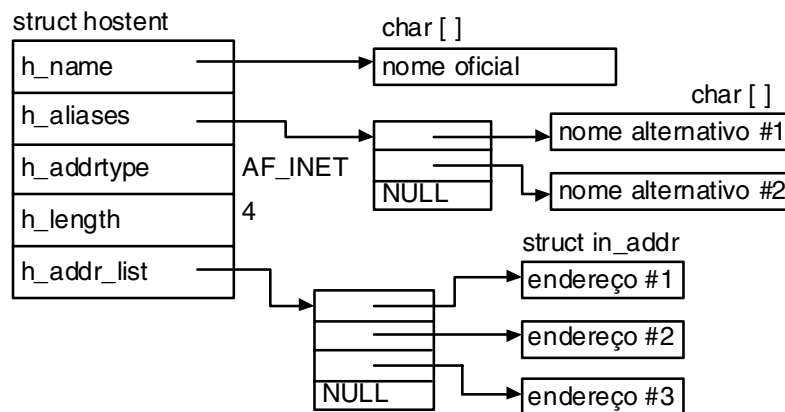 struct hostent
char [ ]
h_name
nome oficial
h_aliases
char [ ]
nome alternativo #1
h_addrtype
AF_INET
NULL
nome alternativo #2
h_length
4
struct in_addr
h_addr_list
endereço #1
endereço #2
NULL
endereço #3